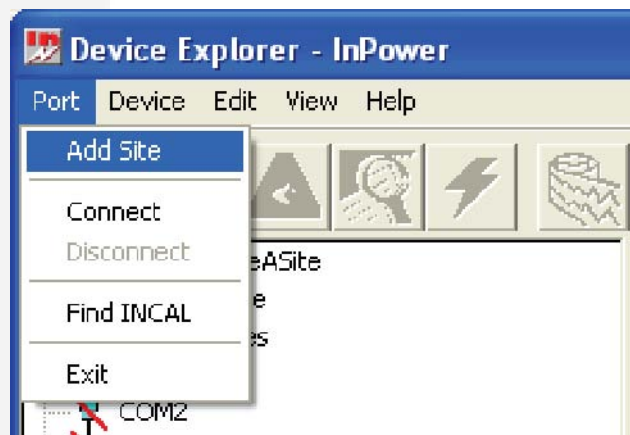 Device Explorer - InPower
Port Device Edit View Help
Add Site
Connect
Disconnect
eASite
e
es
Find INCAL
Exit
COM2